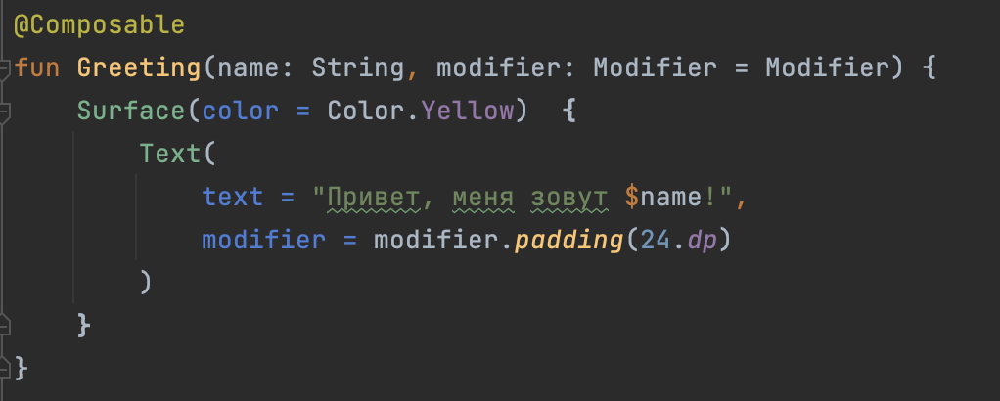 @Composable
fun Greeting(name: String, modifier: Modifier = Modifier) {
    Surface(color = Color.Yellow)  {
        Text(
            text = "Привет, меня зовут $name!",
            modifier = modifier.padding(24.dp)
        )
    }
}